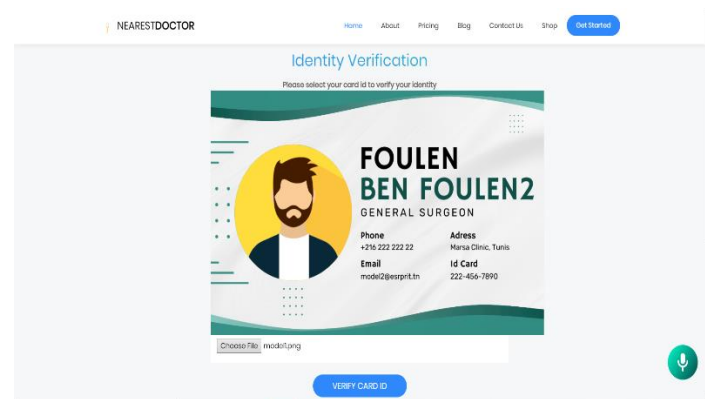 NEARESTDOCTOR
Home About Pricing Blog Contact Us Shop Get Started
Identity Verification
Please select your card id to verify your identity
FOULEN
BEN FOULEN2
GENERAL SURGEON
Phone Adress
+216 222 222 22 Marsa Clinic, Tunis
Email Id Card
model2@esrprit.tn 222-456-7890
Choose File model1.png
VERIFY CARD ID